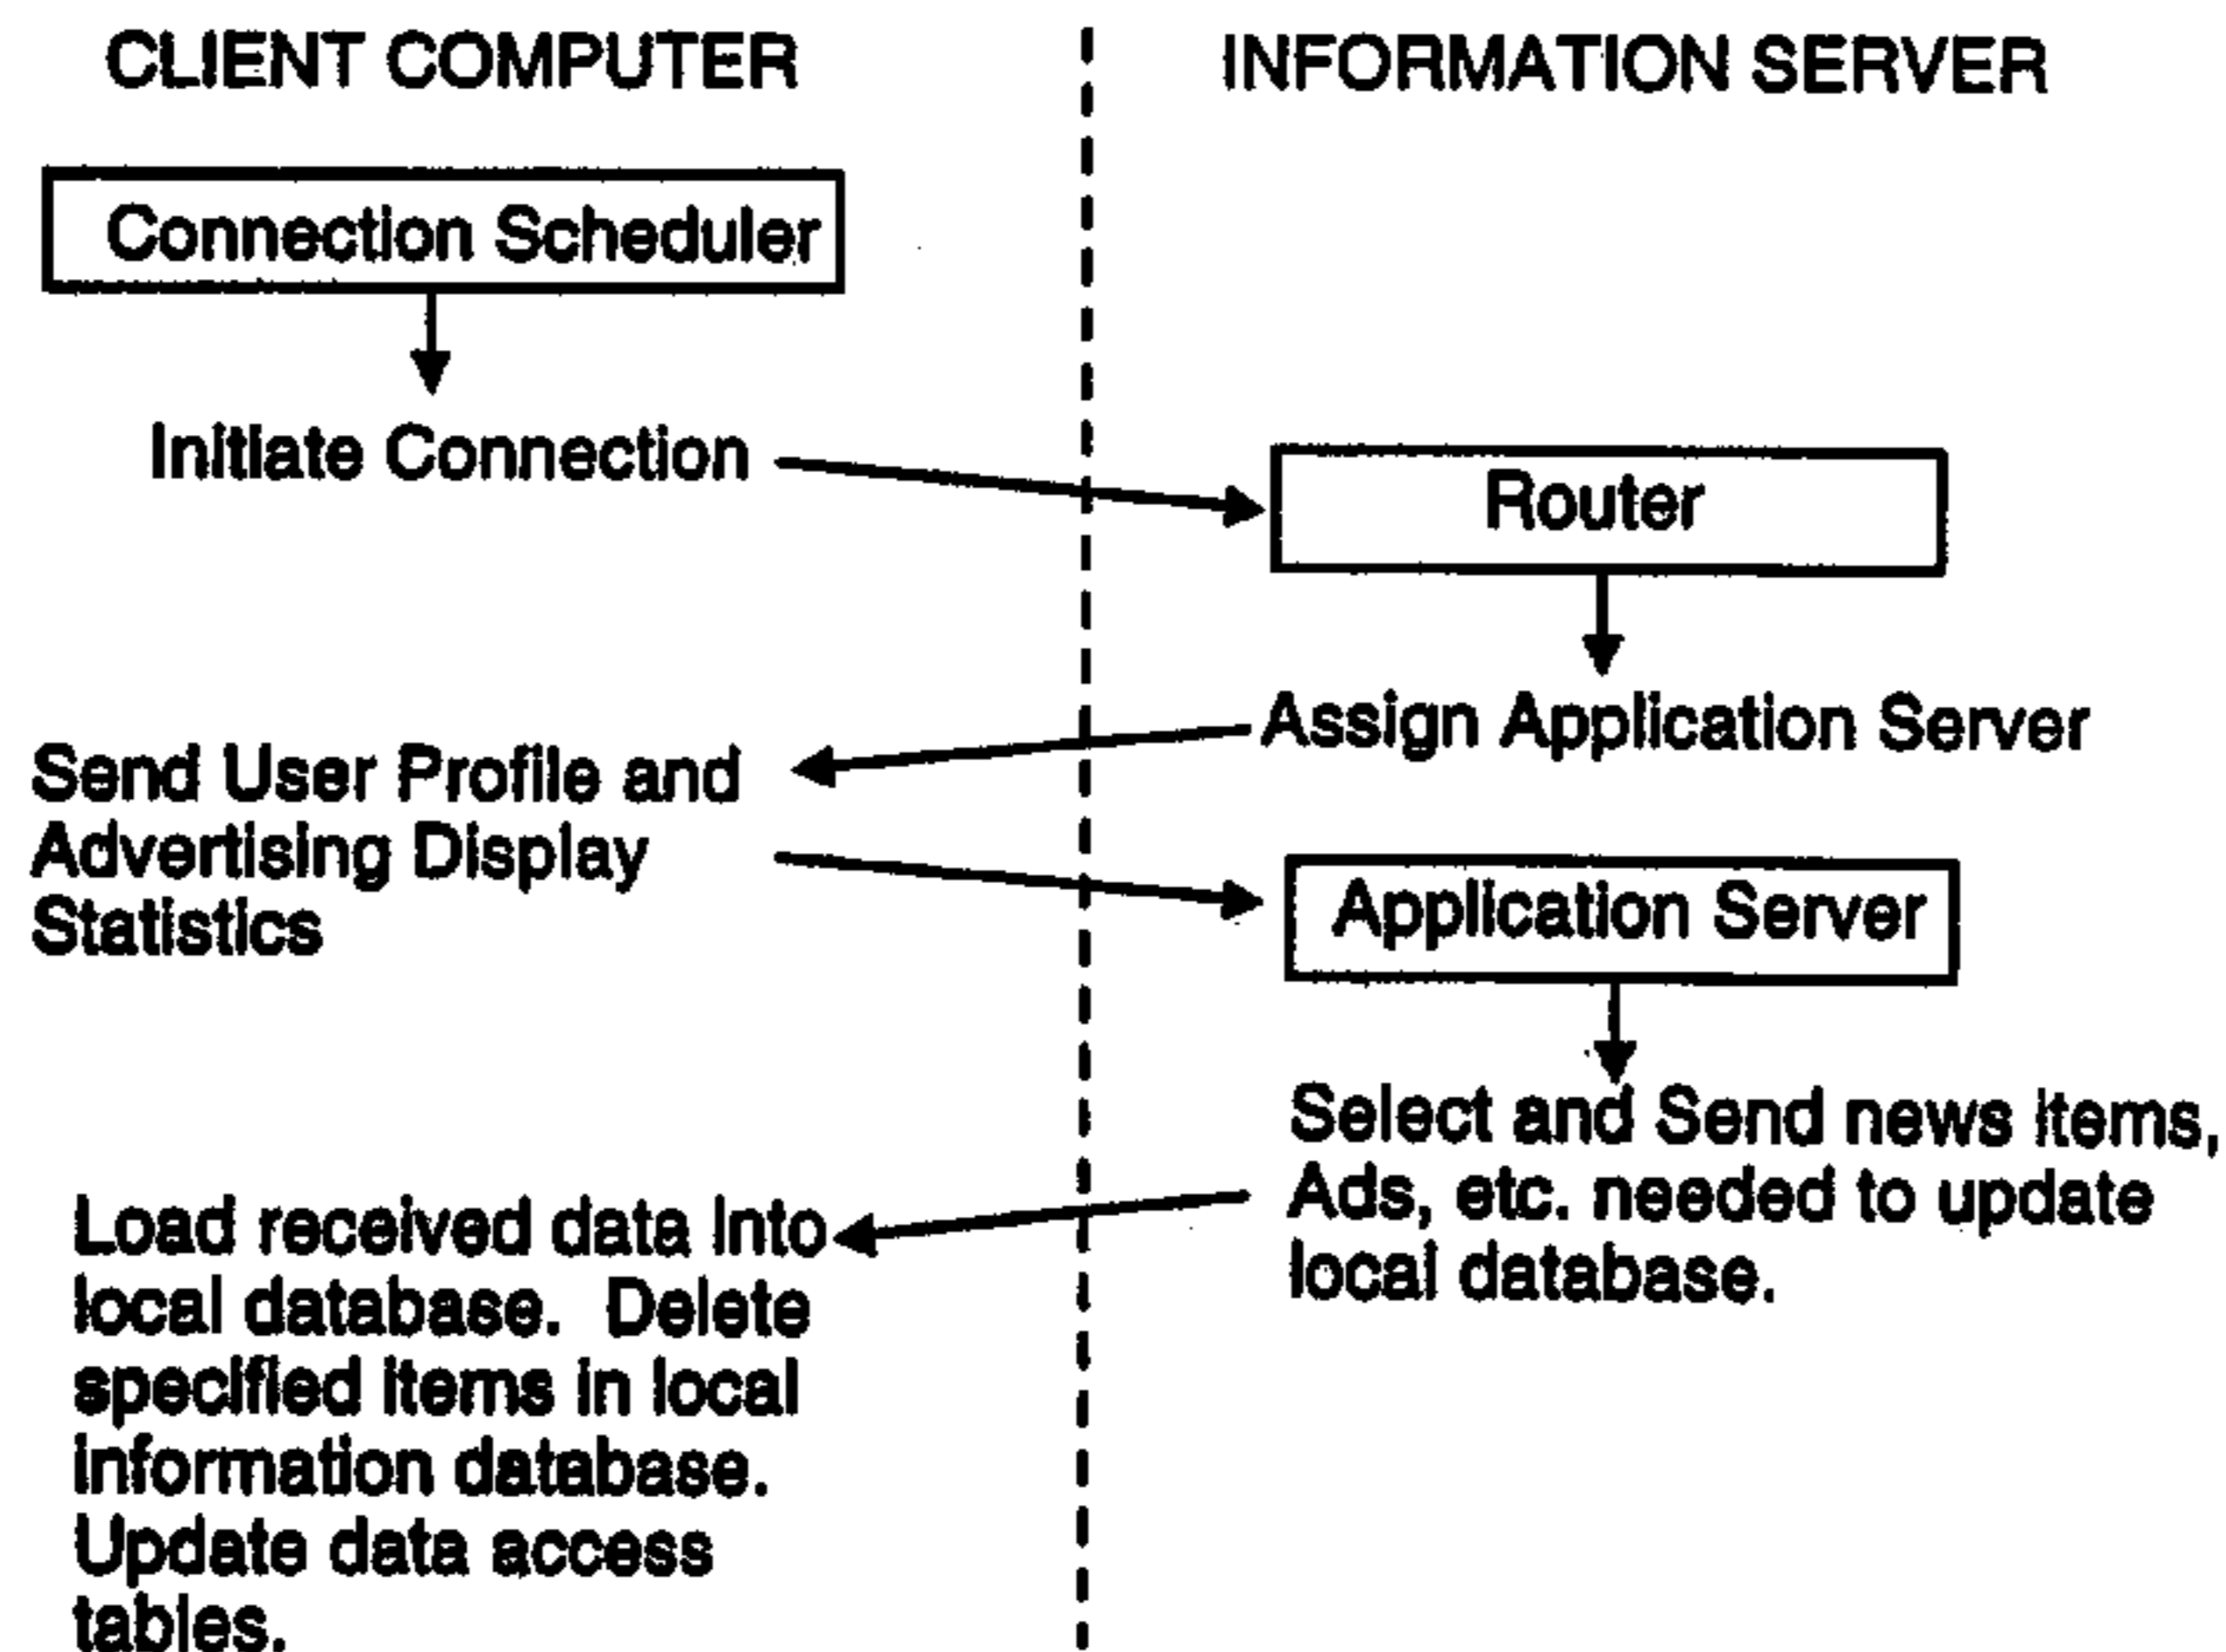 CLIENT COMPUTER
INFORMATION SERVER
Connection Scheduler
Initiate Connection
Router
Assign Application Server
Send User Profile and
Advertising Display
Statistics
Application Server
Select and Send news items,
Ads, etc. needed to update
local database.
Load received data into
local database. Delete
specified items in local
information database.
Update data access
tables.